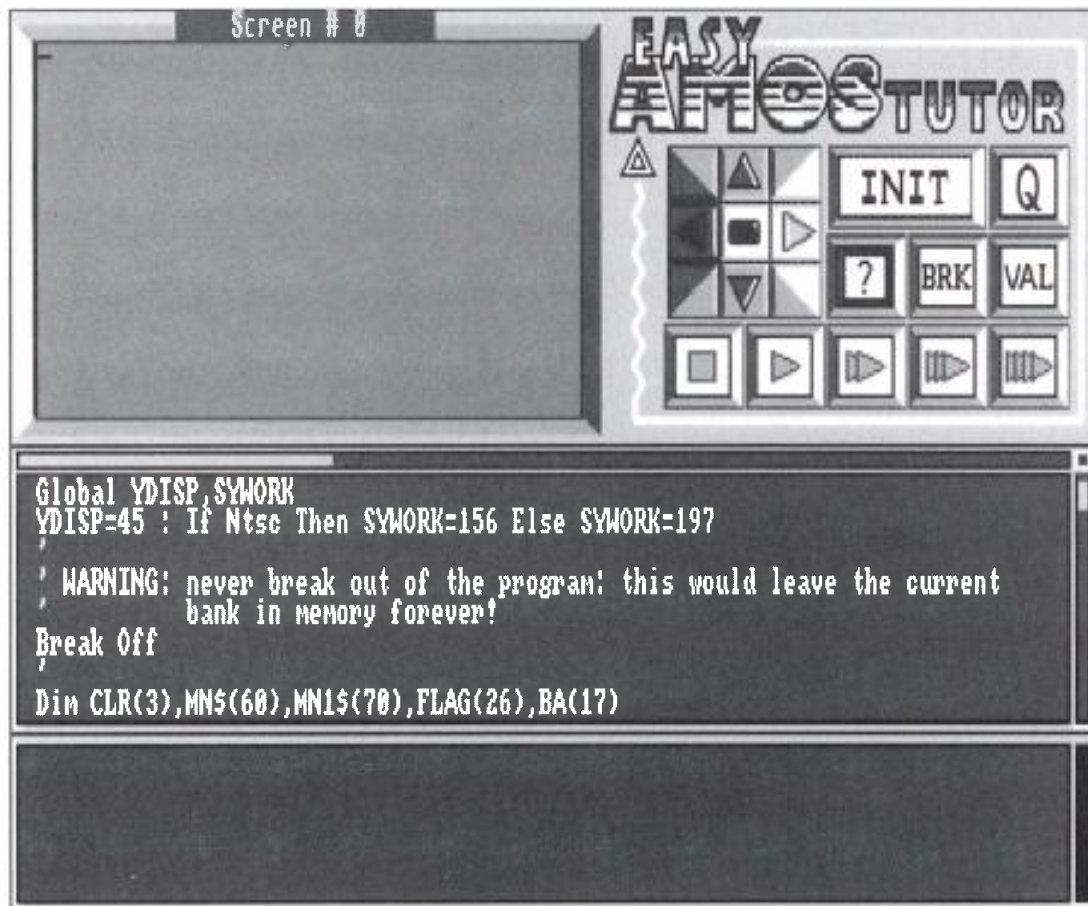 Screen # 0
EASY
AMOS TUTOR
INIT
Q
?
BRK
VAL
Global YDISP,SYWORK
YDISP=45 : If Ntsc Then SYWORK=156 Else SYWORK=197
'
' WARNING: never break out of the program: this would leave the current
' bank in memory forever!
Break Off
'
Dim CLR(3),MN$(60),MN1$(70),FLAG(26),BA(17)